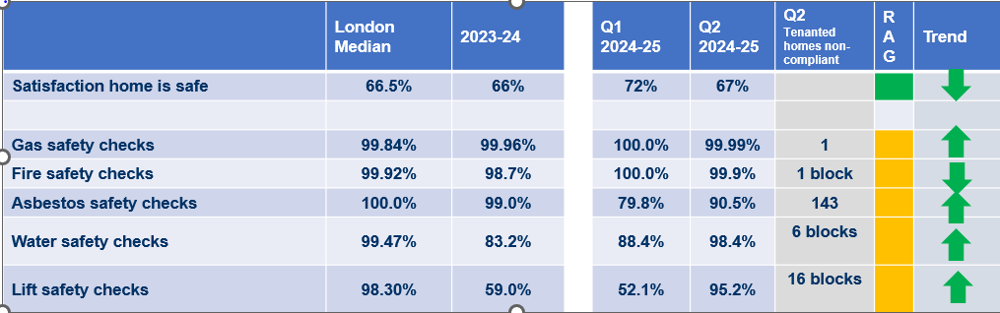 London Median 2023-24 Q1 2024-25 Q2 2024-25 Q2 Tenanted homes non-compliant RAG Trend
Satisfaction home is safe 66.5% 66% 72% 67%
Gas safety checks 99.84% 99.96% 100.0% 99.99% 1
Fire safety checks 99.92% 98.7% 100.0% 99.9% 1 block
Asbestos safety checks 100.0% 99.0% 79.8% 90.5% 143
Water safety checks 99.47% 83.2% 88.4% 98.4% 6 blocks
Lift safety checks 98.30% 59.0% 52.1% 95.2% 16 blocks